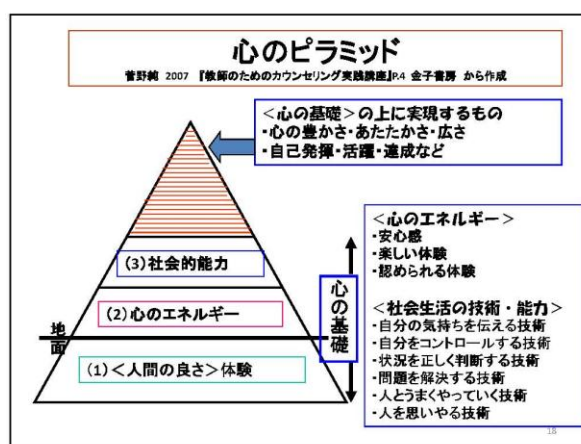 心のピラミッド
菅野純 2007 『教師のためのカウンセリング実践講座』P.4 金子書房 から作成
＜心の基礎＞の上に実現するもの
・心の豊かさ・あたたかさ・広さ
・自己発揮・活躍・達成など
(3)社会的能力
(2)心のエネルギー
地面
(1)＜人間の良さ＞体験
心の基礎
＜心のエネルギー＞
・安心感
・楽しい体験
・認められる体験
＜社会生活の技術・能力＞
・自分の気持ちを伝える技術
・自分をコントロールする技術
・状況を正しく判断する技術
・問題を解決する技術
・人とうまくやっていく技術
・人を思いやる技術
18